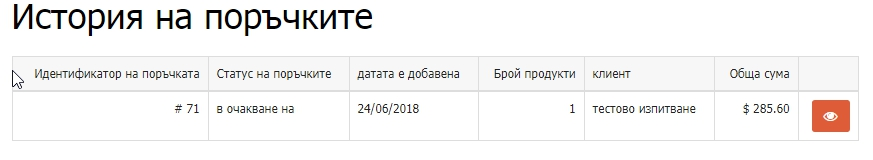 История на поръчките
Идентификатор на поръчката Статус на поръчките датата е добавена Брой продукти клиент Обща сума
# 71 в очакване на 24/06/2018 1 тестово изпитване $ 285.60